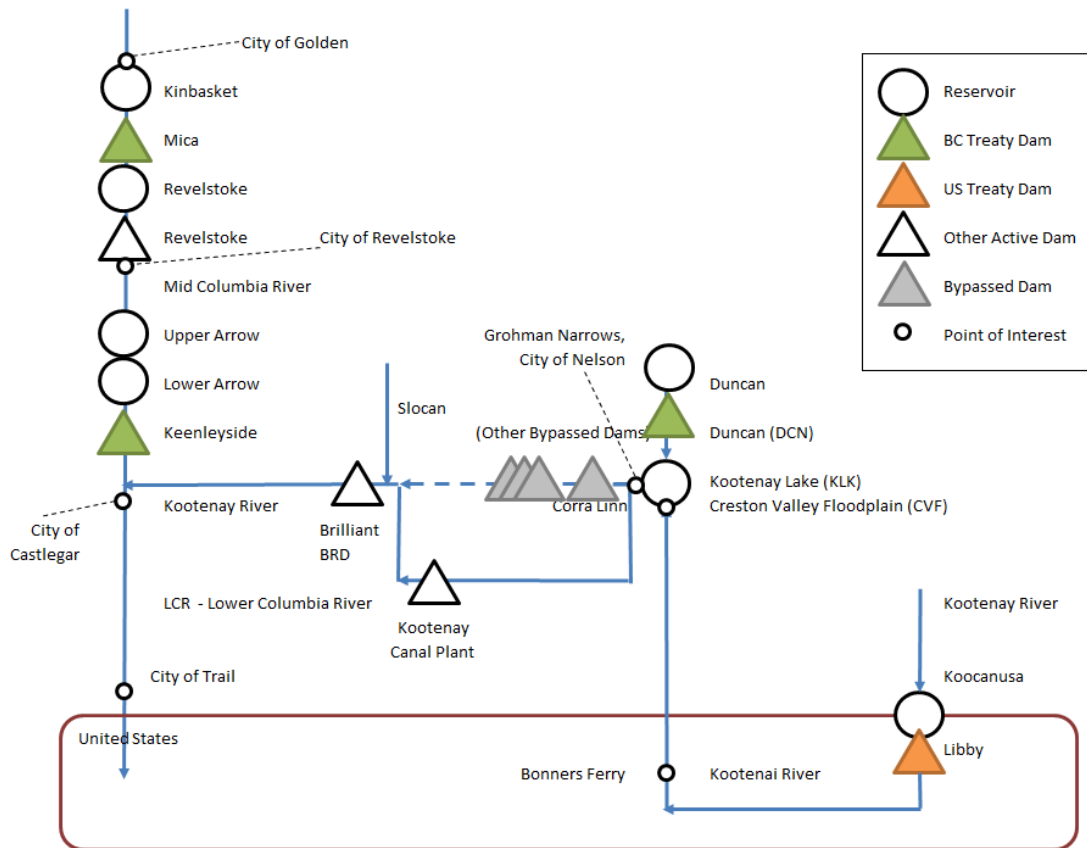 City of Golden
Kinbasket
Mica
Revelstoke
Revelstoke
City of Revelstoke
Mid Columbia River
Upper Arrow
Lower Arrow
Keenleyside
Kootenay River
City of
Castlegar
LCR - Lower Columbia River
City of Trail
United States
Slocan
Brilliant
BRD
Kootenay
Canal Plant
(Other Bypassed Dams)
Corra Linn
Grohman Narrows,
City of Nelson
Duncan
Duncan (DCN)
Kootenay Lake (KLK)
Creston Valley Floodplain (CVF)
Bonners Ferry
Kootenai River
Kootenay River
Koocanusa
Libby
Reservoir
BC Treaty Dam
US Treaty Dam
Other Active Dam
Bypassed Dam
Point of Interest